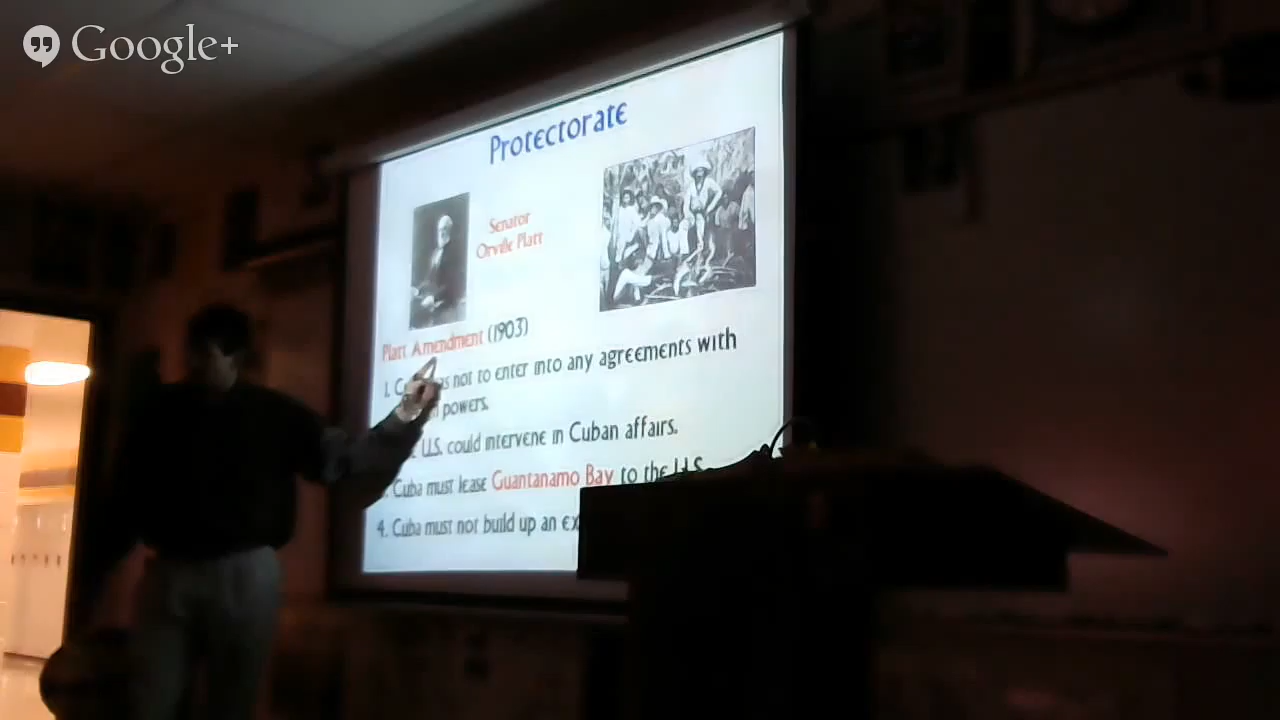 Google+
Protectorate
Senator
Orville Platt
Platt Amendment (1903)
1. not to enter into any agreements with
powers.
U.S. could intervene in Cuban affairs.
Cuba must lease Guantanamo Bay to the U.S.
4. Cuba must not build up an